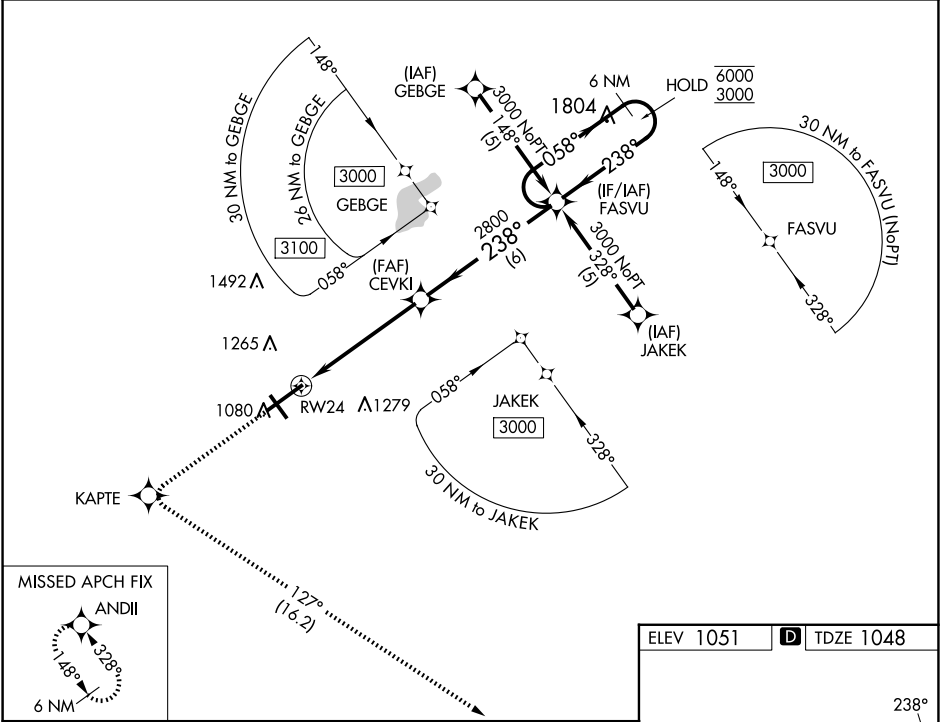 148°
30 NM to GEBGE
26 NM to GEBGE
3000
GEBGE
3100
058°
(IAF)
GEBGE
3000 NoPT
148°
(5)
6 NM
1804
HOLD
6000
3000
058°
238°
(IF/IAF)
FASVU
30 NM to FASVU (NoPT)
3000
148°
FASVU
328°
2800
238°
(6)
3000 NoPT
328°
(5)
(IAF)
JAKEK
1492
(FAF)
CEVKI
1265
1080
RW24
1279
058°
JAKEK
3000
328°
30 NM to JAKEK
KAPTE
127°
(16.2)
MISSED APCH FIX
ANDII
328°
148°
6 NM
ELEV 1051
D
TDZE 1048
238°